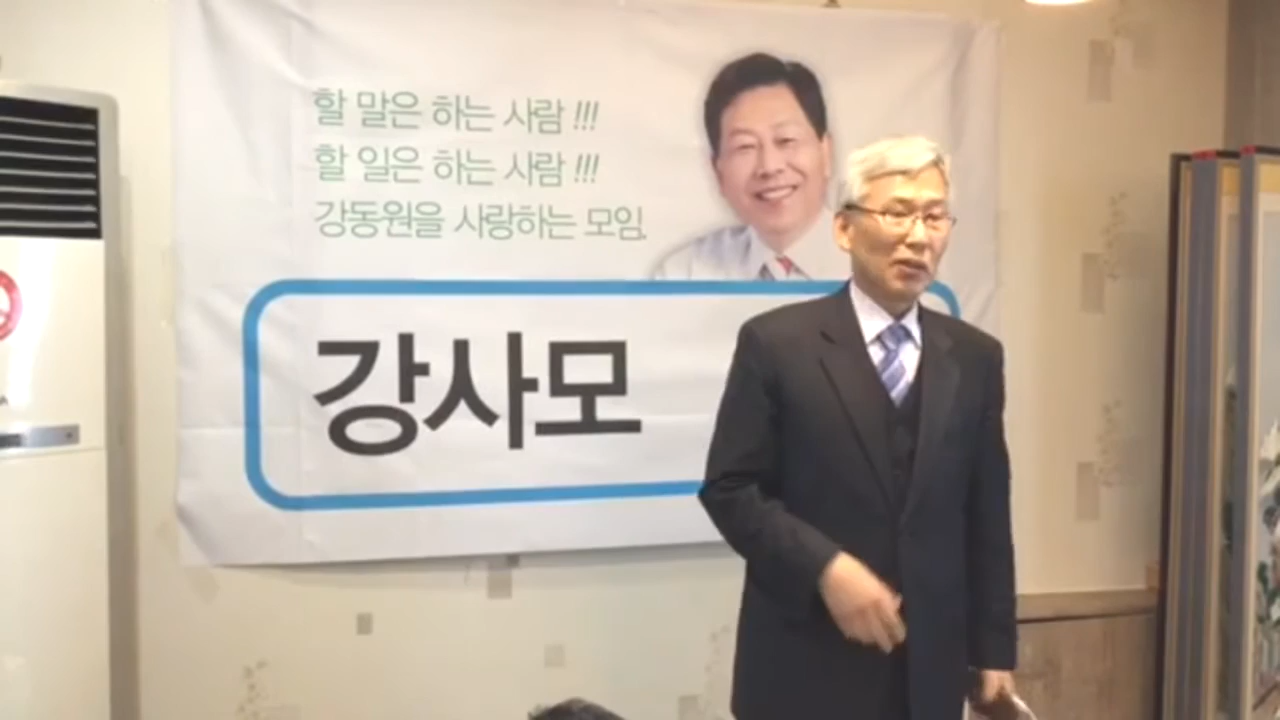 할 말은 하는 사람 !!!
할 일은 하는 사람 !!!
강동원을 사랑하는 모임.
강사모